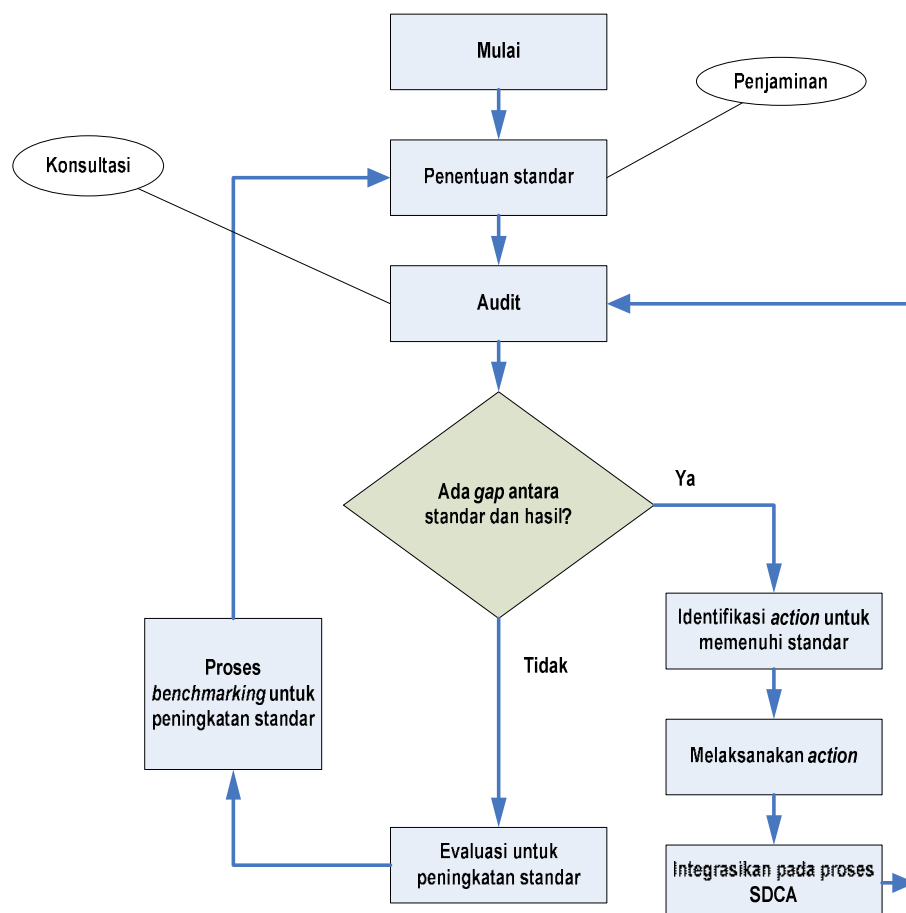 Mulai
Penjaminan
Konsultasi
Penentuan standar
Audit
Ada gap antara
standar dan hasil?
Ya
Identifikasi action untuk
memenuhi standar
Tidak
Proses
benchmarking untuk
peningkatan standar
Melaksanakan action
Evaluasi untuk
peningkatan standar
Integrasikan pada proses
SDCA